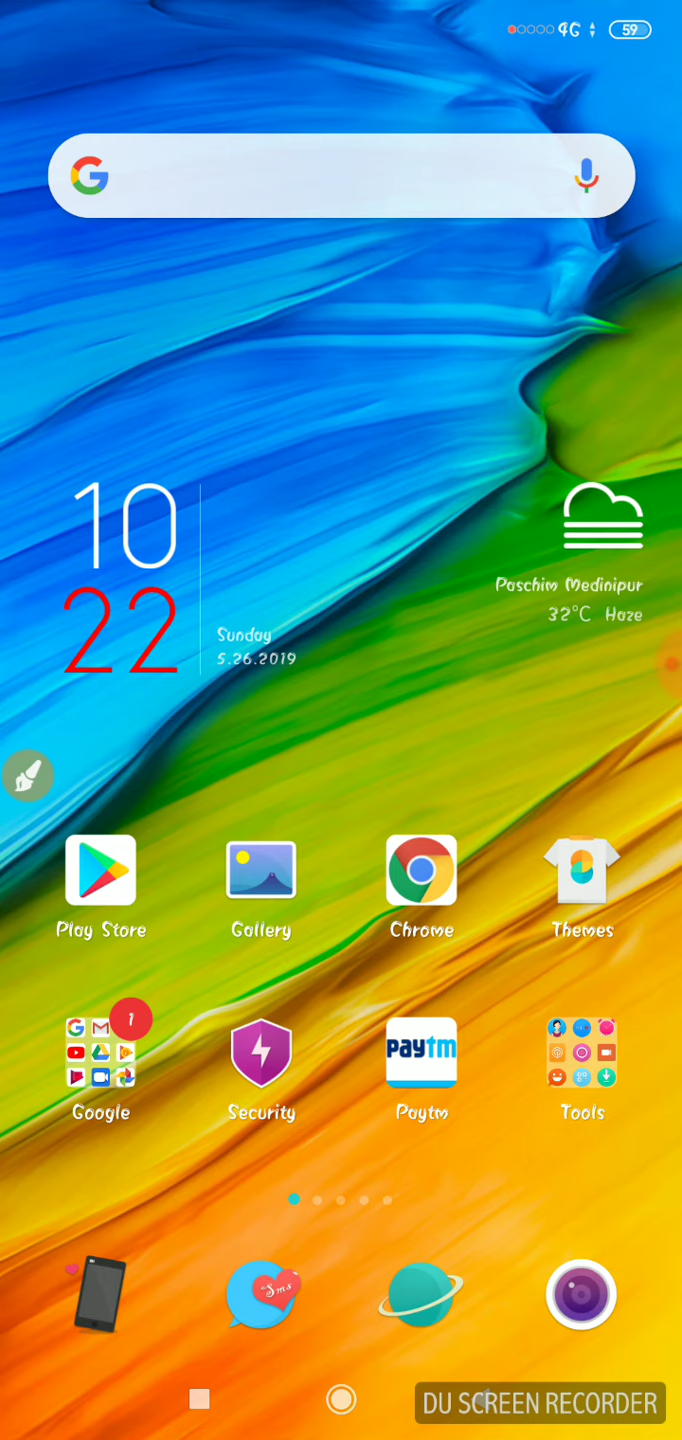 4G
59
10
22
Sunday
5.26.2019
Paschim Medinipur
32°C Haze
Play Store
Gallery
Chrome
Themes
1
Paytm
Google
Security
Paytm
Tools
Sms
DU SCREEN RECORDER